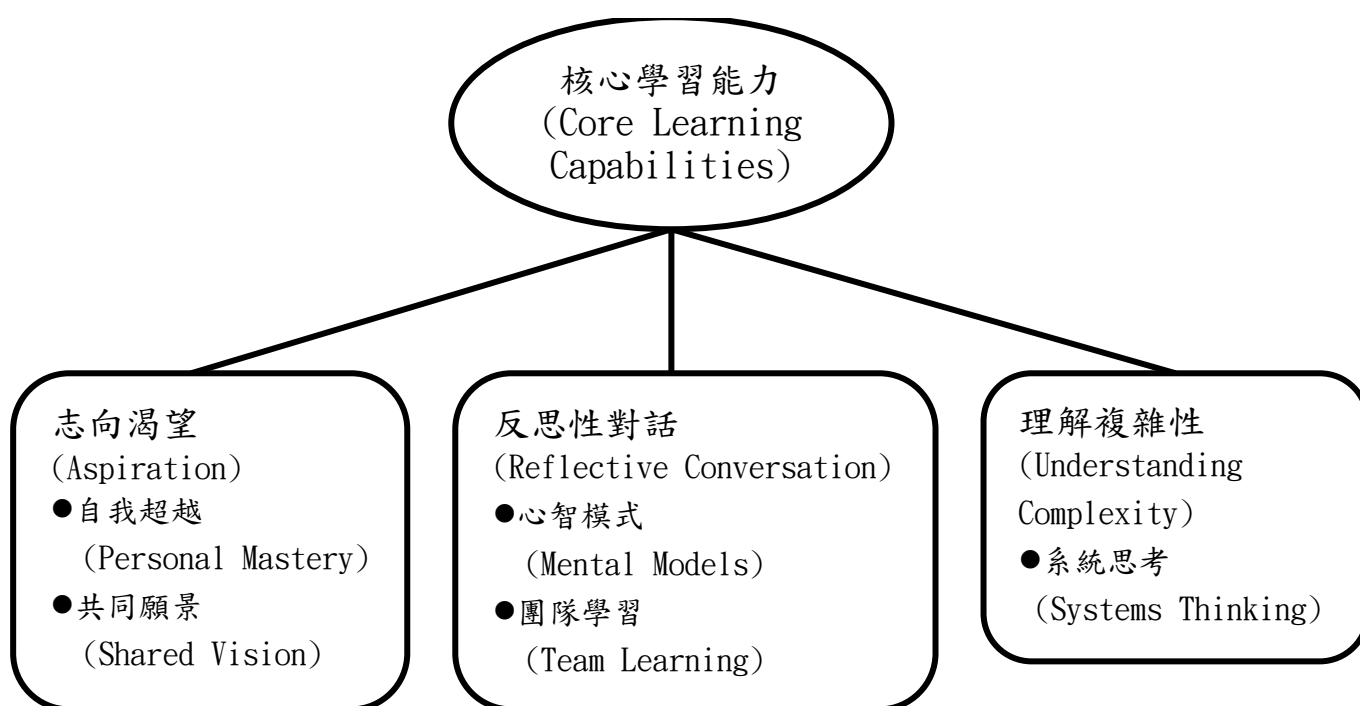 核心學習能力
(Core Learning
Capabilities)
志向渴望
(Aspiration)
●自我超越
(Personal Mastery)
●共同願景
(Shared Vision)
反思性對話
(Reflective Conversation)
●心智模式
(Mental Models)
●團隊學習
(Team Learning)
理解複雜性
(Understanding
Complexity)
●系統思考
(Systems Thinking)